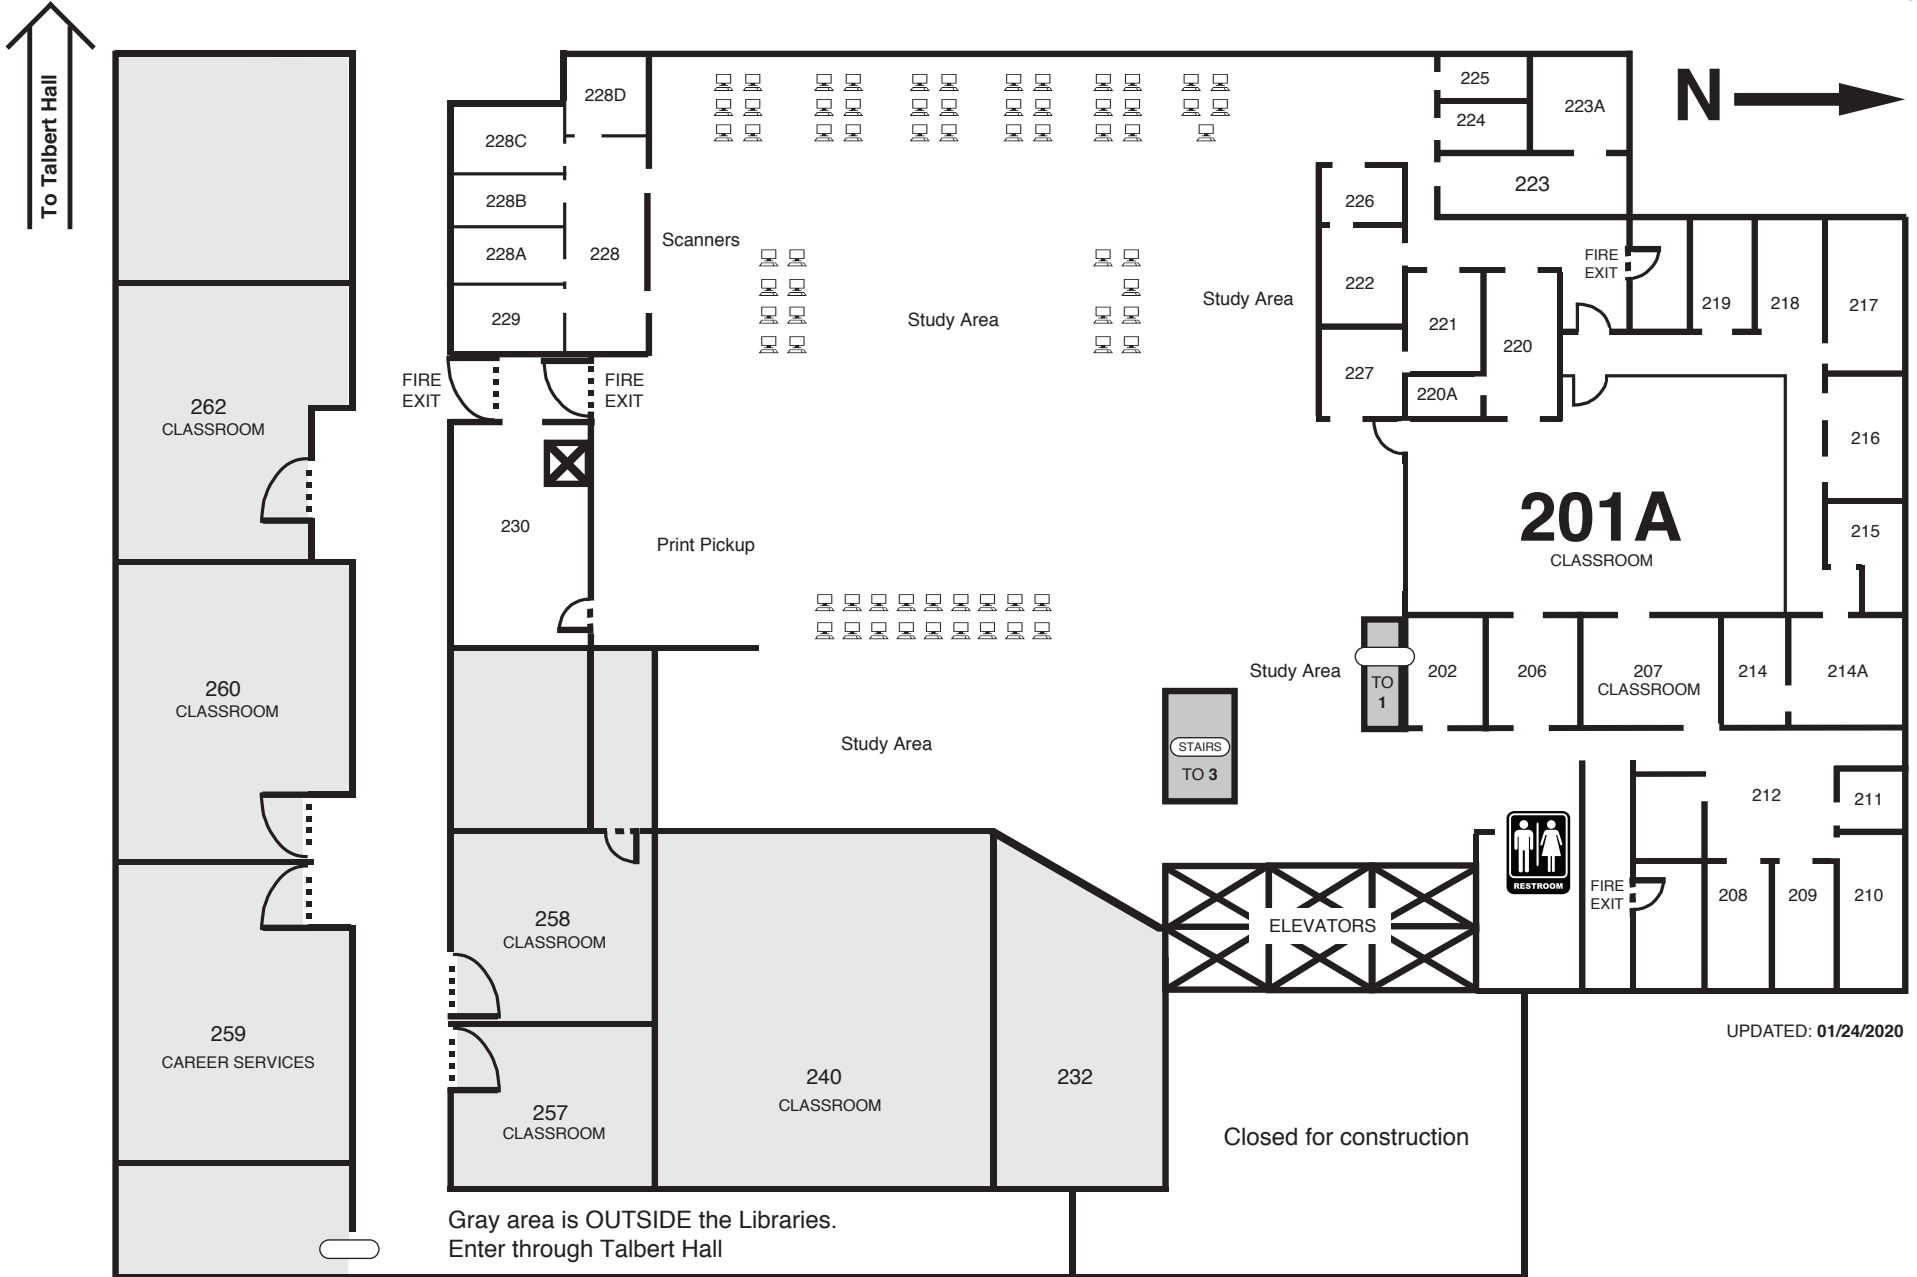 To Talbert Hall
N
228D
228C
228B
228A
228
229
Scanners
Study Area
Study Area
225
224
223A
223
226
222
227
221
220A
220
FIRE
EXIT
219
218
217
216
215
201A
CLASSROOM
FIRE
EXIT
FIRE
EXIT
262
CLASSROOM
230
Print Pickup
260
CLASSROOM
Study Area
Study Area
TO
1
STAIRS
TO 3
202
206
207
CLASSROOM
214
214A
212
211
RESTROOM
FIRE
EXIT
208
209
210
ELEVATORS
258
CLASSROOM
259
CAREER SERVICES
257
CLASSROOM
240
CLASSROOM
232
Closed for construction
UPDATED: 01/24/2020
Gray area is OUTSIDE the Libraries.
Enter through Talbert Hall